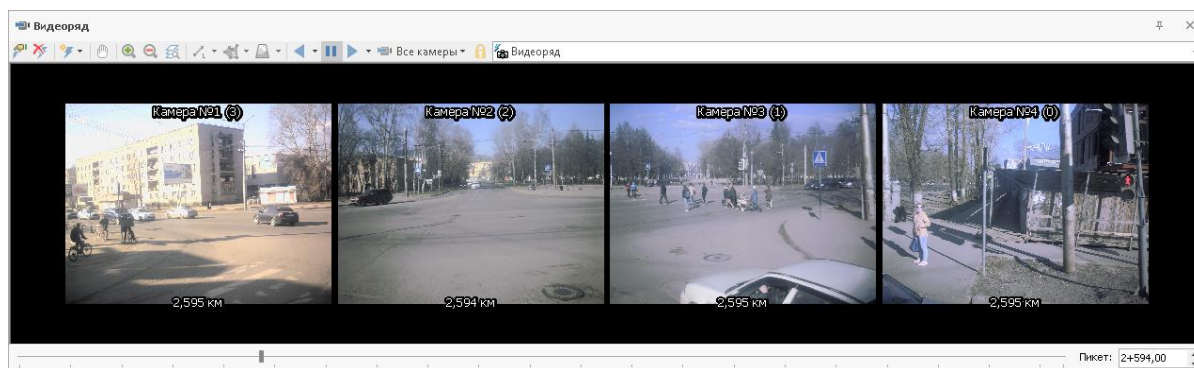 Видеоряд
Все камеры
Видеоряд
Камера №1 (3)
Камера №2 (2)
Камера №3 (1)
Камера №4 (0)
2,595 км
2,594 км
2,595 км
2,595 км
Пикет: 2+594,00